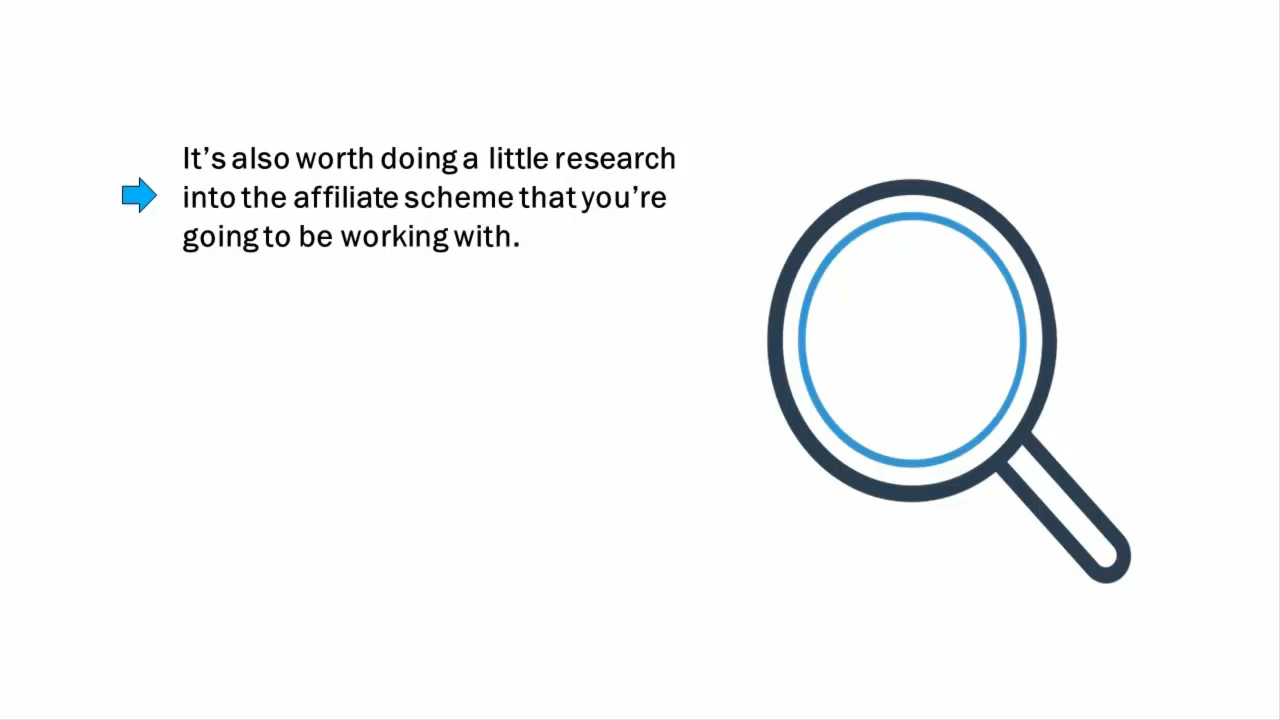 It’s also worth doing a little research
into the affiliate scheme that you’re
going to be working with.